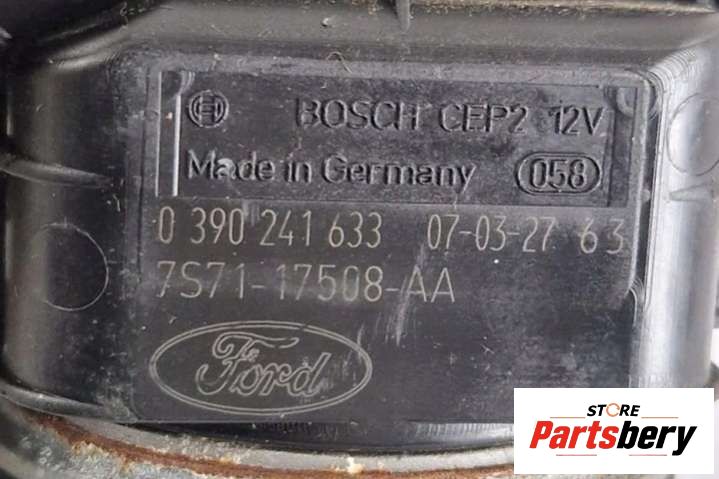 BOSCH CEP2 12V
Made in Germany 058
0 390 241 633 07-03-27 63
7S71-17508-AA
Ford
STORE
Partsbery